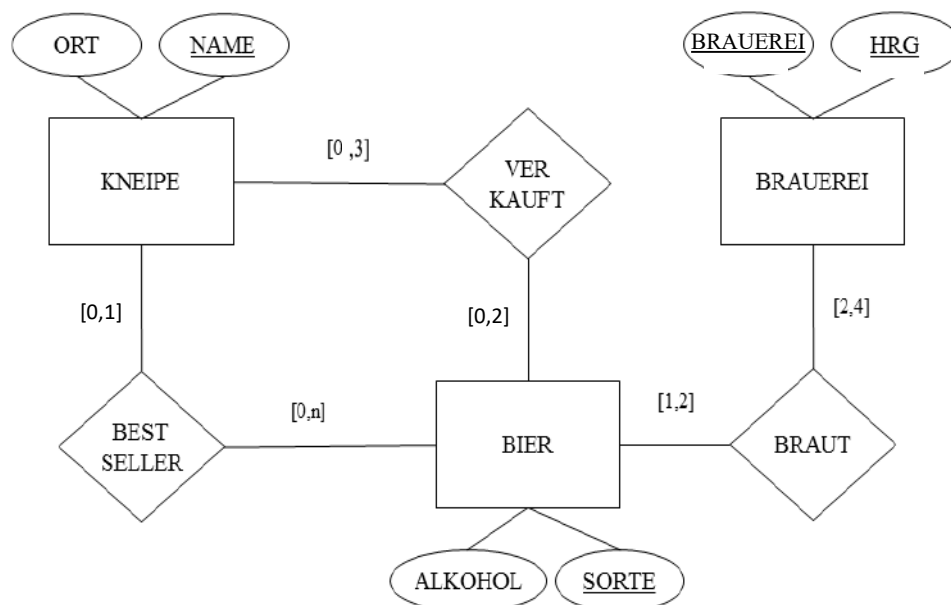 ORT
NAME
BRAUEREI
HRG
KNEIPE
[0 ,3]
VER
KAUFT
BRAUEREI
[0,1]
[0,2]
[2,4]
BEST
SELLER
[0,n]
BIER
[1,2]
BRAUT
ALKOHOL
SORTE